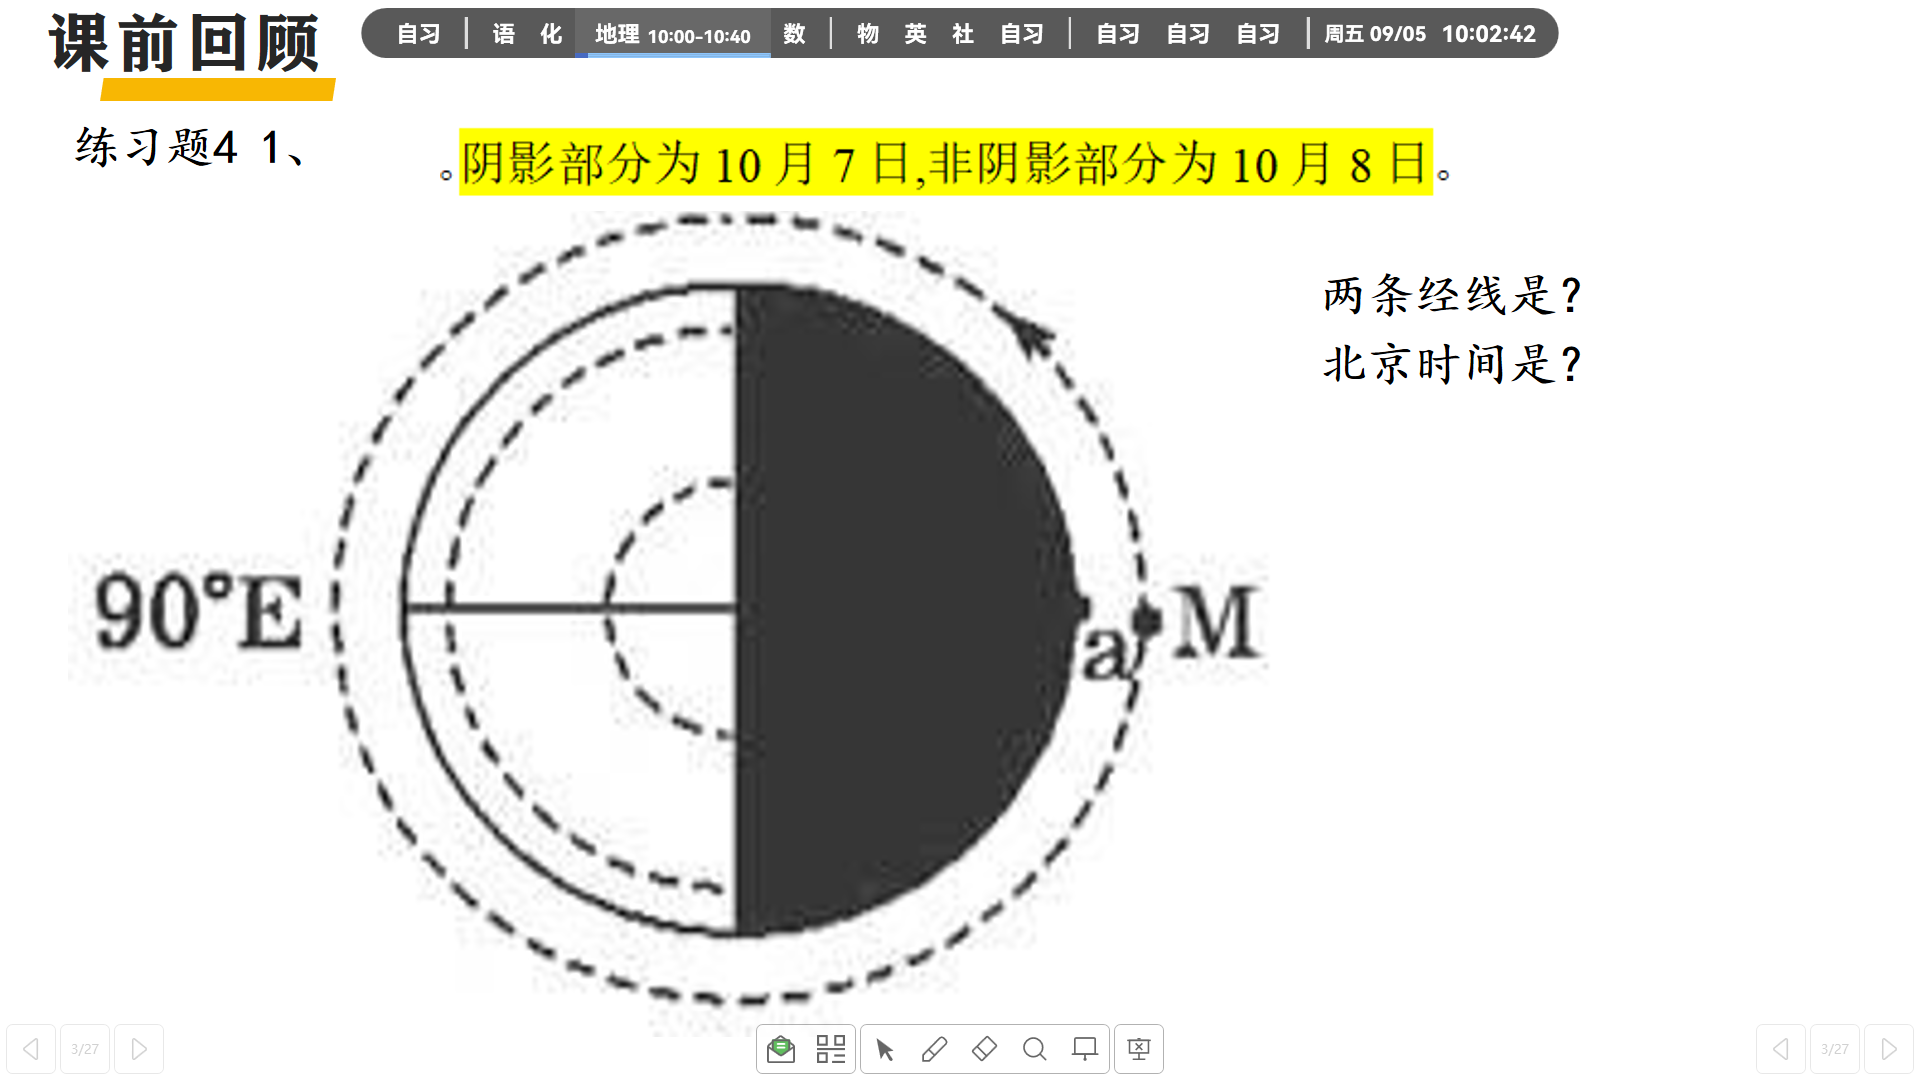 课前回顾
自习 | 语 化 地理 10:00-10:40 数 | 物 英 社 自习 | 自习 自习 自习 | 周五 09/05 10:02:42
练习题4 1、
。阴影部分为 10 月 7 日,非阴影部分为 10 月 8 日。
两条经线是?
北京时间是?
90°E
a
M
3/27
3/27